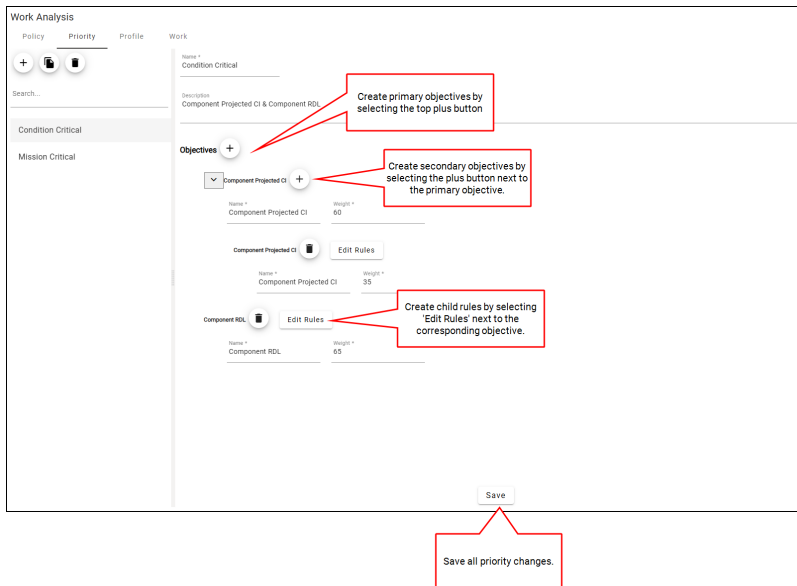 Work Analysis
Policy Priority Profile Work
Search...
Condition Critical
Mission Critical
Name *
Condition Critical
Description
Component Projected CI & Component RDL
Create primary objectives by
selecting the top plus button
Objectives
Create secondary objectives by
selecting the plus button next to
the primary objective.
Component Projected CI
Name * Weight *
Component Projected CI 60
Component Projected CI Edit Rules
Name * Weight *
Component Projected CI 35
Create child rules by selecting
'Edit Rules' next to the
corresponding objective.
Component RDL Edit Rules
Name * Weight *
Component RDL 65
Save
Save all priority changes.